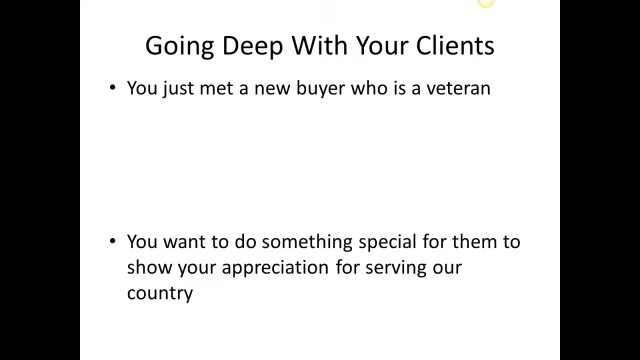 Going Deep With Your Clients
• You just met a new buyer who is a veteran
• You want to do something special for them to
show your appreciation for serving our
country